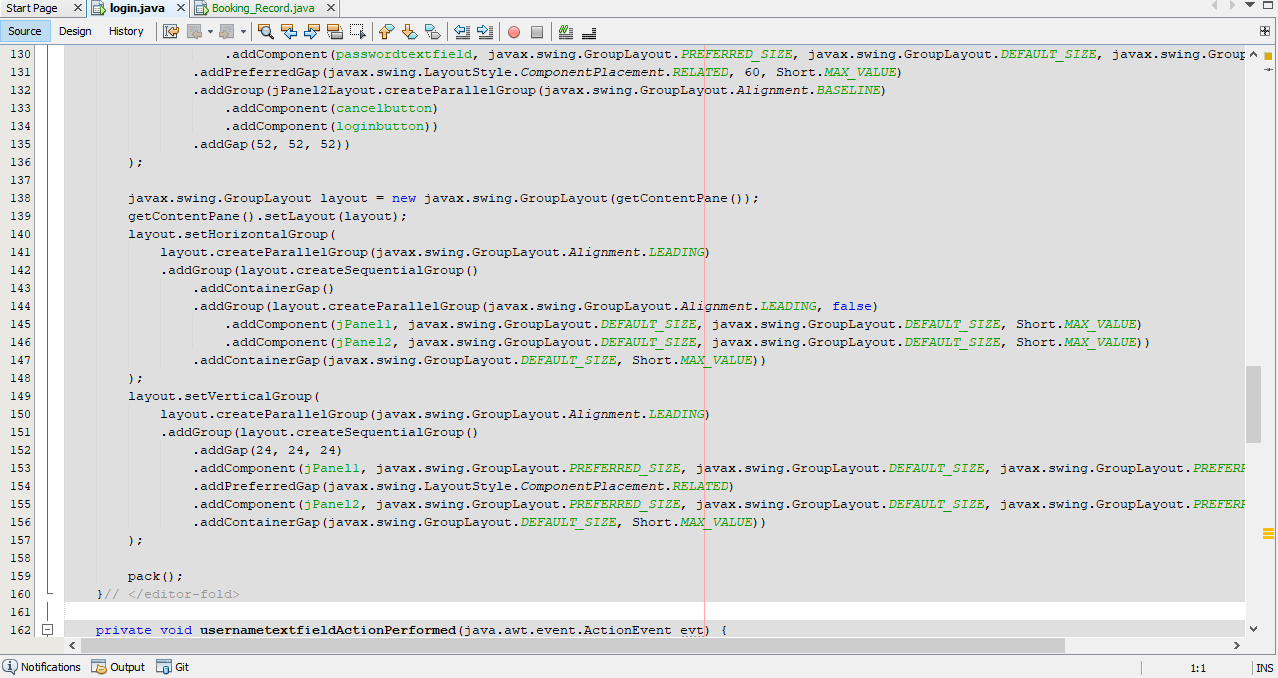 Start Page login.java Booking_Record.java
Source Design History
130 .addComponent(passwordtextfield, javax.swing.GroupLayout.PREFERRED_SIZE, javax.swing.GroupLayout.DEFAULT_SIZE, javax.swing.Group
131 .addPreferredGap(javax.swing.LayoutStyle.ComponentPlacement.RELATED, 60, Short.MAX_VALUE)
132 .addGroup(jPanel2Layout.createParallelGroup(javax.swing.GroupLayout.Alignment.BASELINE)
133 .addComponent(cancelbutton)
134 .addComponent(loginbutton))
135 .addGap(52, 52, 52))
136 );
137
138 javax.swing.GroupLayout layout = new javax.swing.GroupLayout(getContentPane());
139 getContentPane().setLayout(layout);
140 layout.setHorizontalGroup(
141 layout.createParallelGroup(javax.swing.GroupLayout.Alignment.LEADING)
142 .addGroup(layout.createSequentialGroup()
143 .addContainerGap()
144 .addGroup(layout.createParallelGroup(javax.swing.GroupLayout.Alignment.LEADING, false)
145 .addComponent(jPanel1, javax.swing.GroupLayout.DEFAULT_SIZE, javax.swing.GroupLayout.DEFAULT_SIZE, Short.MAX_VALUE)
146 .addComponent(jPanel2, javax.swing.GroupLayout.DEFAULT_SIZE, javax.swing.GroupLayout.DEFAULT_SIZE, Short.MAX_VALUE))
147 .addContainerGap(javax.swing.GroupLayout.DEFAULT_SIZE, Short.MAX_VALUE))
148 );
149 layout.setVerticalGroup(
150 layout.createParallelGroup(javax.swing.GroupLayout.Alignment.LEADING)
151 .addGroup(layout.createSequentialGroup()
152 .addGap(24, 24, 24)
153 .addComponent(jPanel1, javax.swing.GroupLayout.PREFERRED_SIZE, javax.swing.GroupLayout.DEFAULT_SIZE, javax.swing.GroupLayout.PREFERR
154 .addPreferredGap(javax.swing.LayoutStyle.ComponentPlacement.RELATED)
155 .addComponent(jPanel2, javax.swing.GroupLayout.PREFERRED_SIZE, javax.swing.GroupLayout.DEFAULT_SIZE, javax.swing.GroupLayout.PREFERR
156 .addContainerGap(javax.swing.GroupLayout.DEFAULT_SIZE, Short.MAX_VALUE))
157 );
158
159 pack();
160 }// </editor-fold>
161
162 private void usernametextfieldActionPerformed(java.awt.event.ActionEvent evt) {
Notifications Output Git 1:1 INS